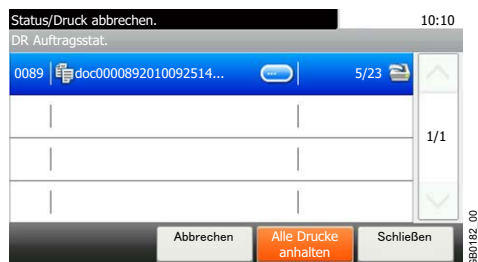 Status/Druck abbrechen. 10:10
DR Auftragsstat.
0089 doc0000892010092514... 5/23
1/1
Abbrechen
Alle Drucke
anhalten
Schließen
GB0182_00